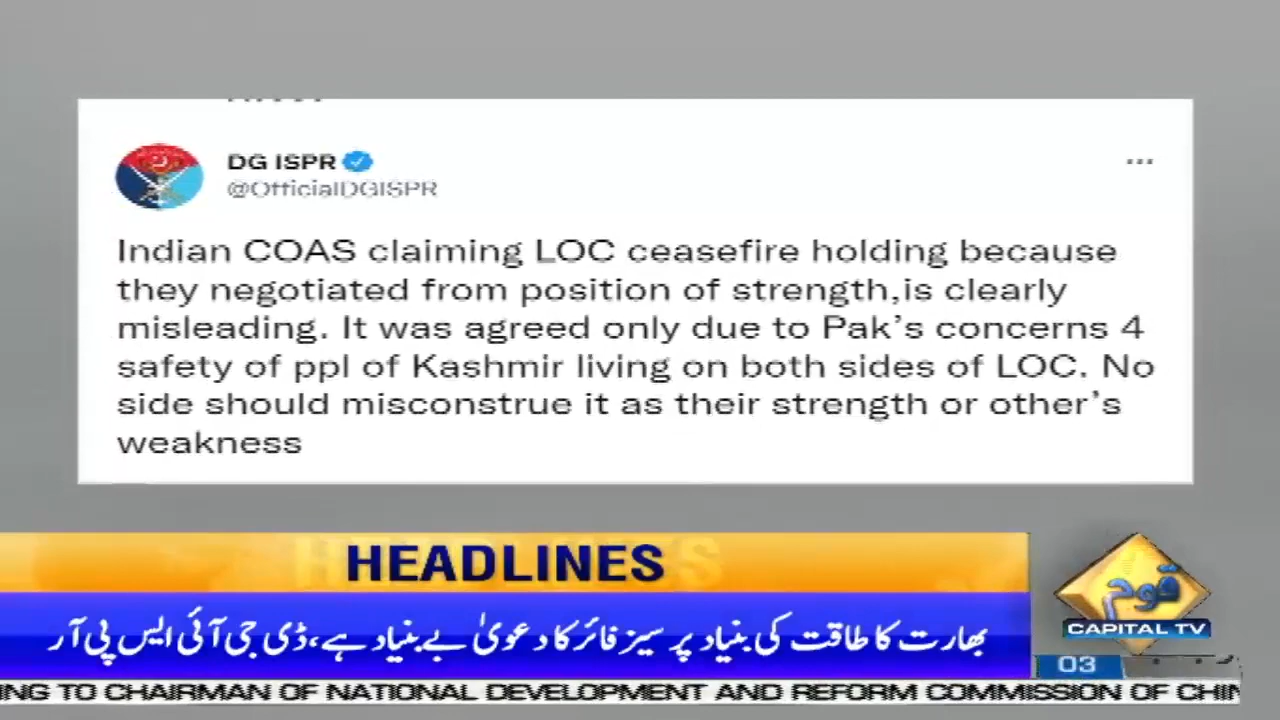 DG ISPR
@OfficialDGISPR
Indian COAS claiming LOC ceasefire holding because
they negotiated from position of strength,is clearly
misleading. It was agreed only due to Pak's concerns 4
safety of ppl of Kashmir living on both sides of LOC. No
side should misconstrue it as their strength or other's
weakness
HEADLINES
بھارت کا طاقت کی بنیاد پر سیز فائر کا دعویٰ بے بنیاد ہے، ڈی جی آئی ایس پی آر
قوم
CAPITAL TV
03
ING TO CHAIRMAN OF NATIONAL DEVELOPMENT AND REFORM COMMISSION OF